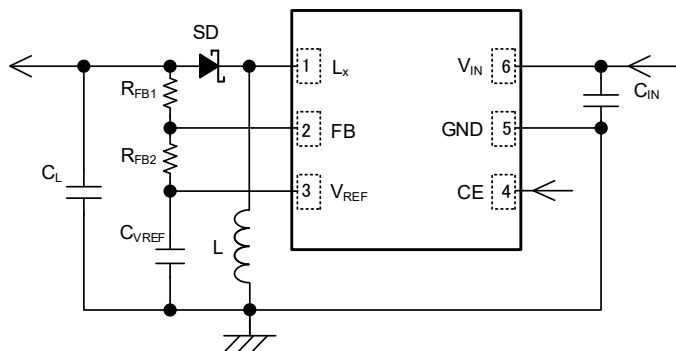 SD
1 Lx VIN 6
RFB1 CIN
2 FB GND 5
RFB2
CL 3 VREF CE 4
CVREF L